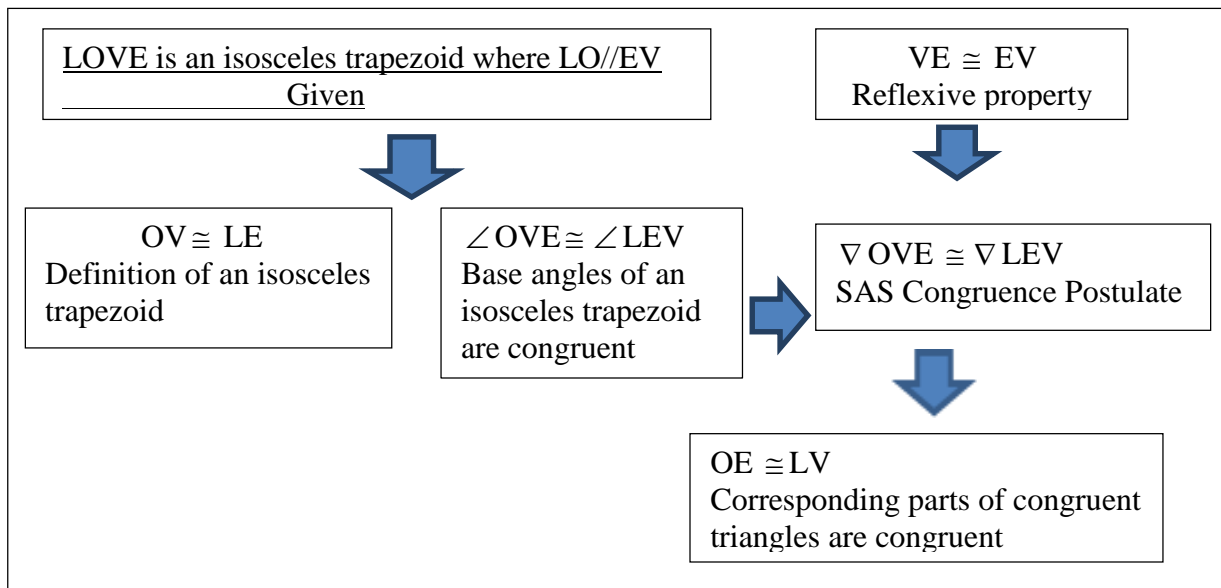 LOVE is an isosceles trapezoid where LO//EV
Given
VE ≅ EV
Reflexive property
OV ≅ LE
Definition of an isosceles
trapezoid
∠OVE ≅ ∠LEV
Base angles of an
isosceles trapezoid
are congruent
∇ OVE ≅ ∇ LEV
SAS Congruence Postulate
OE ≅ LV
Corresponding parts of congruent
triangles are congruent